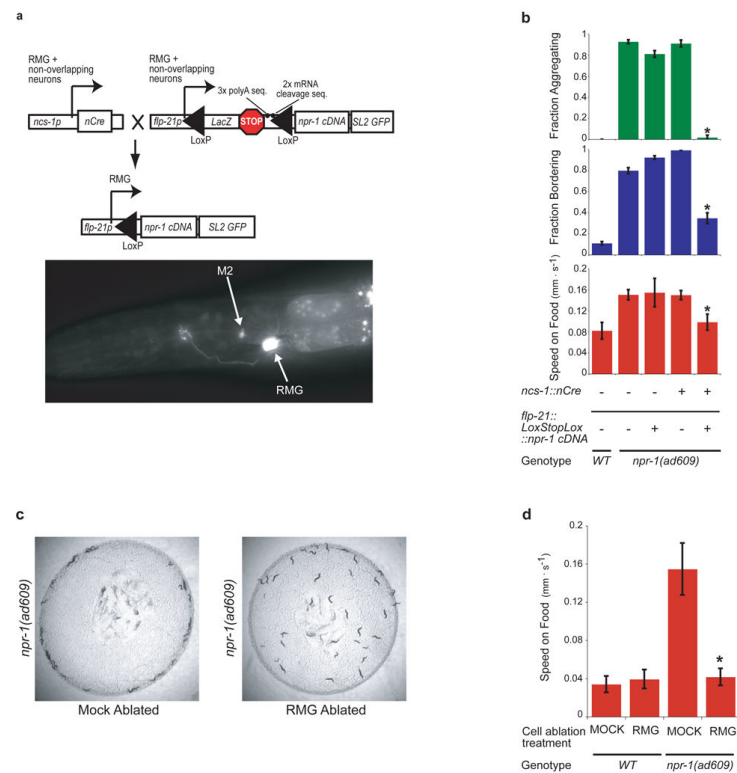 a
RMG +
non-overlapping
neurons
RMG +
non-overlapping
neurons
3x polyA seq.
2x mRNA
cleavage seq.
ncs-1p
nCre
X
flp-21p
LacZ
STOP
npr-1 cDNA
SL2 GFP
LoxP
LoxP
RMG
flp-21p
npr-1 cDNA
SL2 GFP
LoxP
M2
RMG
b
Fraction Aggregating
1
0.8
0.6
0.4
0.2
0
*
Fraction Bordering
1
0.8
0.6
0.4
0.2
0
*
Speed on Food (mm · s-1)
0.2
0.16
0.12
0.08
0.04
0
*
ncs-1::nCre - - - + +
flp-21::
LoxStopLox - - + - +
::npr-1 cDNA
Genotype WT npr-1(ad609)
c
npr-1(ad609)
Mock Ablated
npr-1(ad609)
RMG Ablated
d
Speed on Food (mm · s-1)
0.2
0.16
0.12
0.08
0.04
0
*
Cell ablation MOCK RMG MOCK RMG
treatment
Genotype WT npr-1(ad609)